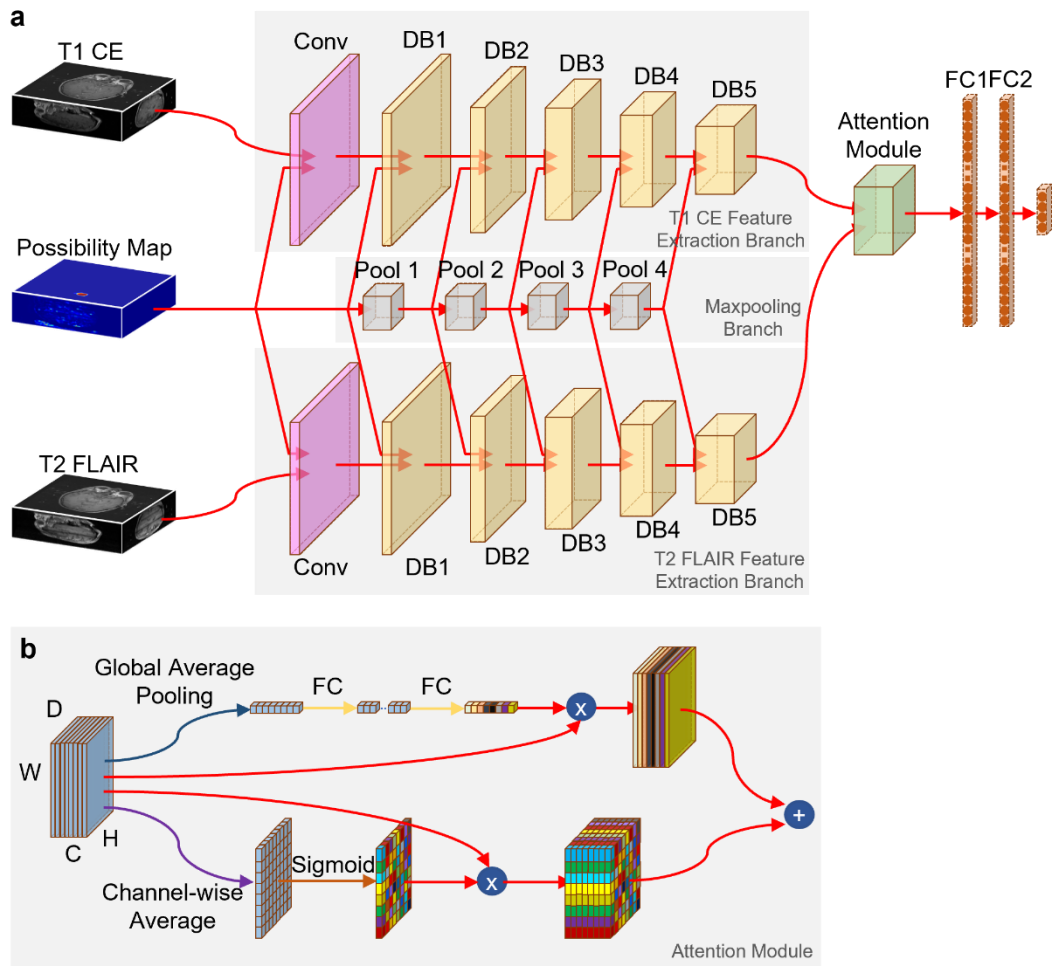 a
T1 CE
Conv
DB1
DB2
DB3
DB4
DB5
FC1FC2
Attention
Module
T1 CE Feature
Extraction Branch
Possibility Map
Pool 1
Pool 2
Pool 3
Pool 4
Maxpooling
Branch
T2 FLAIR
Conv
DB1
DB2
DB3
DB4
DB5
T2 FLAIR Feature
Extraction Branch
b
Global Average
Pooling
FC
FC
D
W
C
H
X
+
Channel-wise
Average
Sigmoid
X
Attention Module